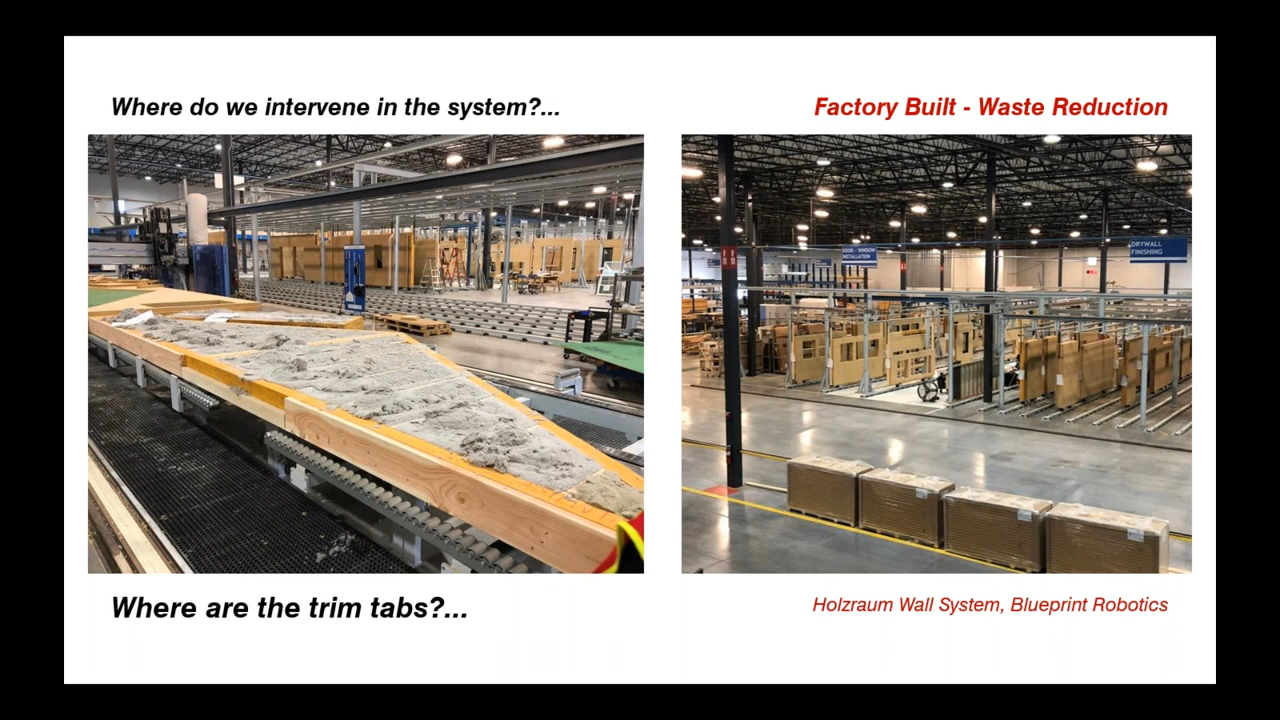 Where do we intervene in the system?...
Factory Built - Waste Reduction
DOOR - WINDOW
INSTALLATION
DRYWALL
FINISHING
Where are the trim tabs?...
Holzraum Wall System, Blueprint Robotics